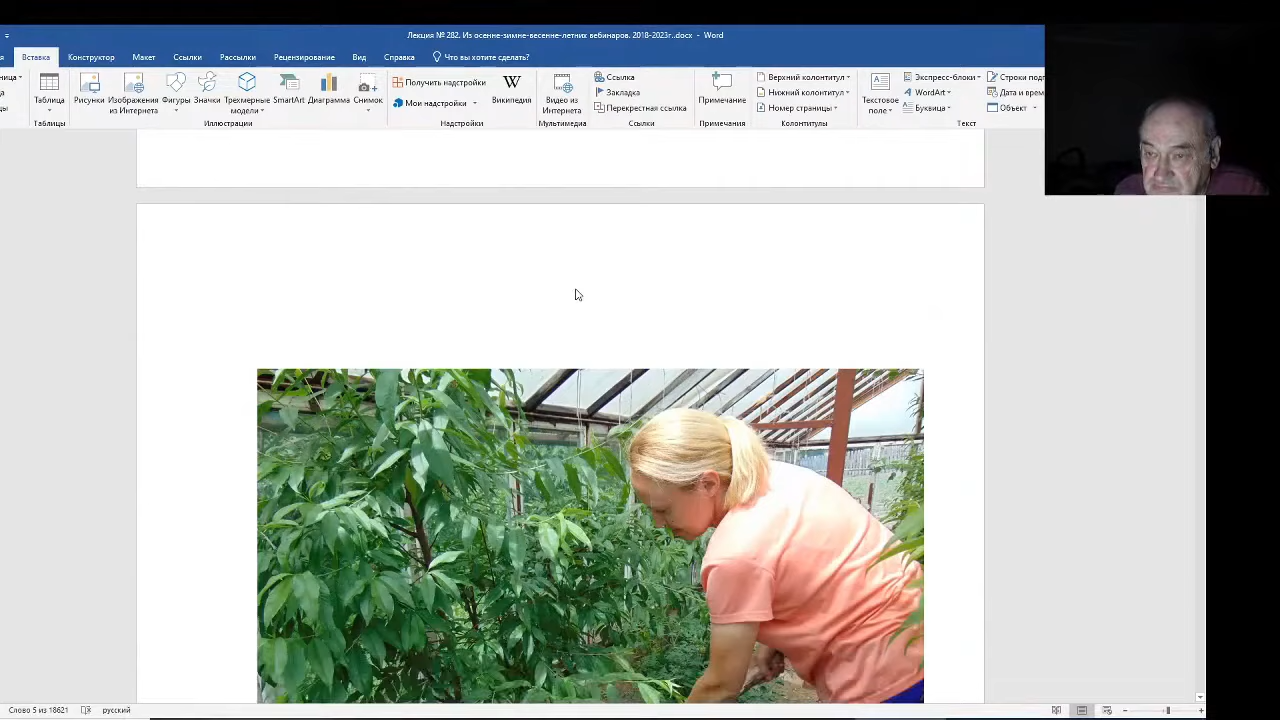 Лекция № 282. Из осенне-зимне-весенне-летних вебинаров. 2018-2023г..docx - Word
Вставка Конструктор Макет Ссылки Рассылки Рецензирование Вид Справка Что вы хотите сделать?
Таблица
Таблицы
Рисунки
Изображения из Интернета
Фигуры
Значки
Трехмерные модели
SmartArt
Диаграмма
Снимок
Иллюстрации
Получить надстройки
Мои надстройки
Википедия
Надстройки
Видео из Интернета
Мультимедиа
Ссылка
Закладка
Перекрестная ссылка
Ссылки
Примечание
Примечания
Верхний колонтитул
Нижний колонтитул
Номер страницы
Колонтитулы
Текстовое поле
Экспресс-блоки
WordArt
Буквица
Строки подп
Дата и врем
Объект
Текст
Слово 5 из 18621 русский